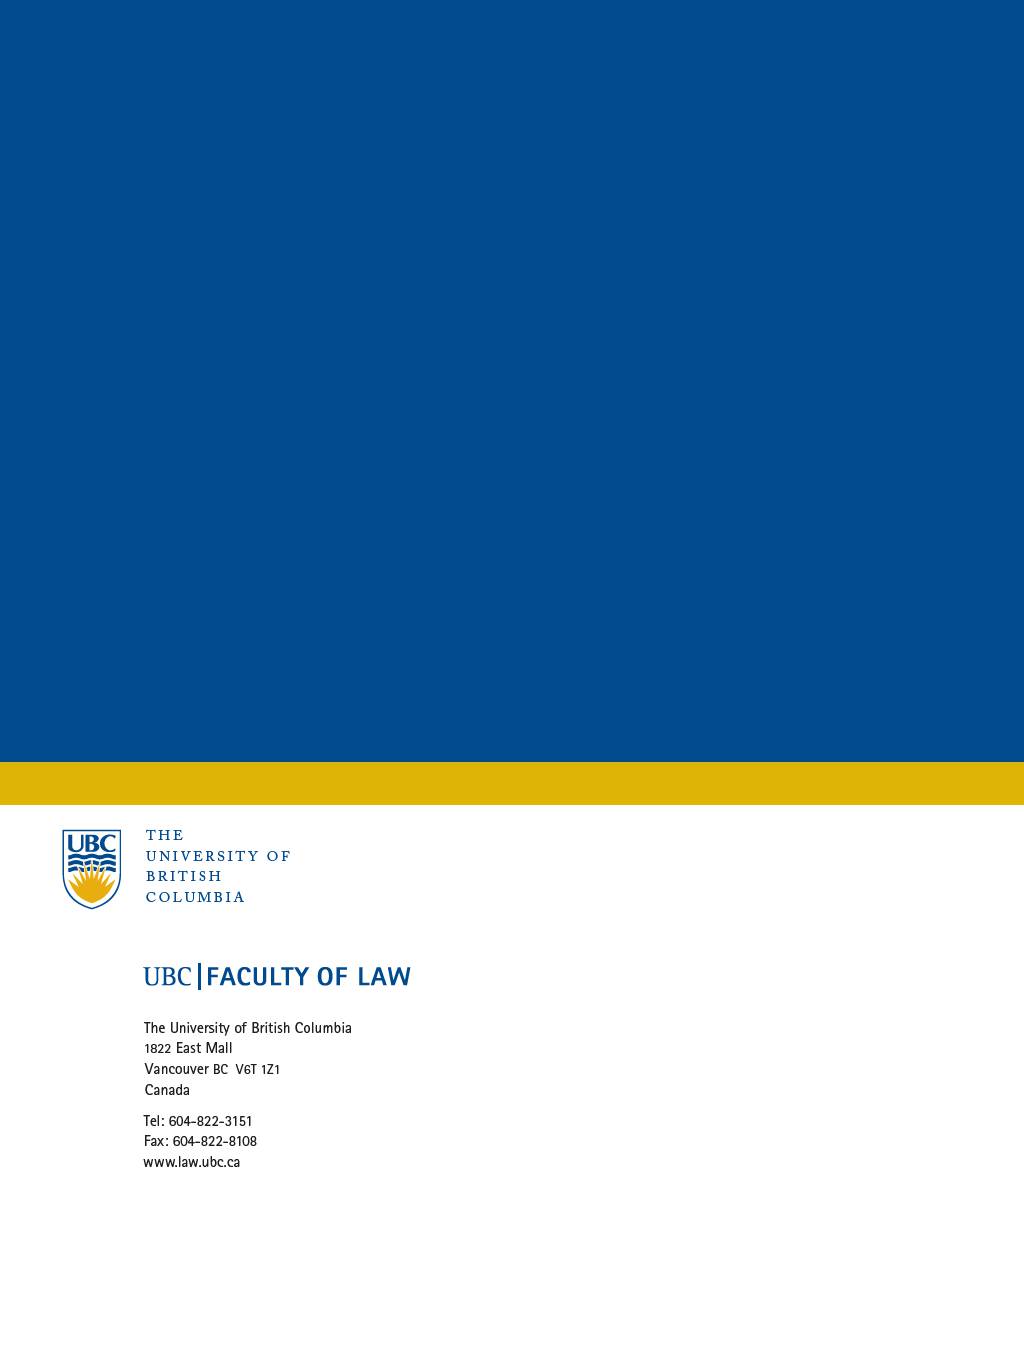 UBC
THE
UNIVERSITY OF
BRITISH
COLUMBIA
UBC | FACULTY OF LAW
The University of British Columbia
1822 East Mall
Vancouver BC  V6T 1Z1
Canada
Tel: 604-822-3151
Fax: 604-822-8108
www.law.ubc.ca